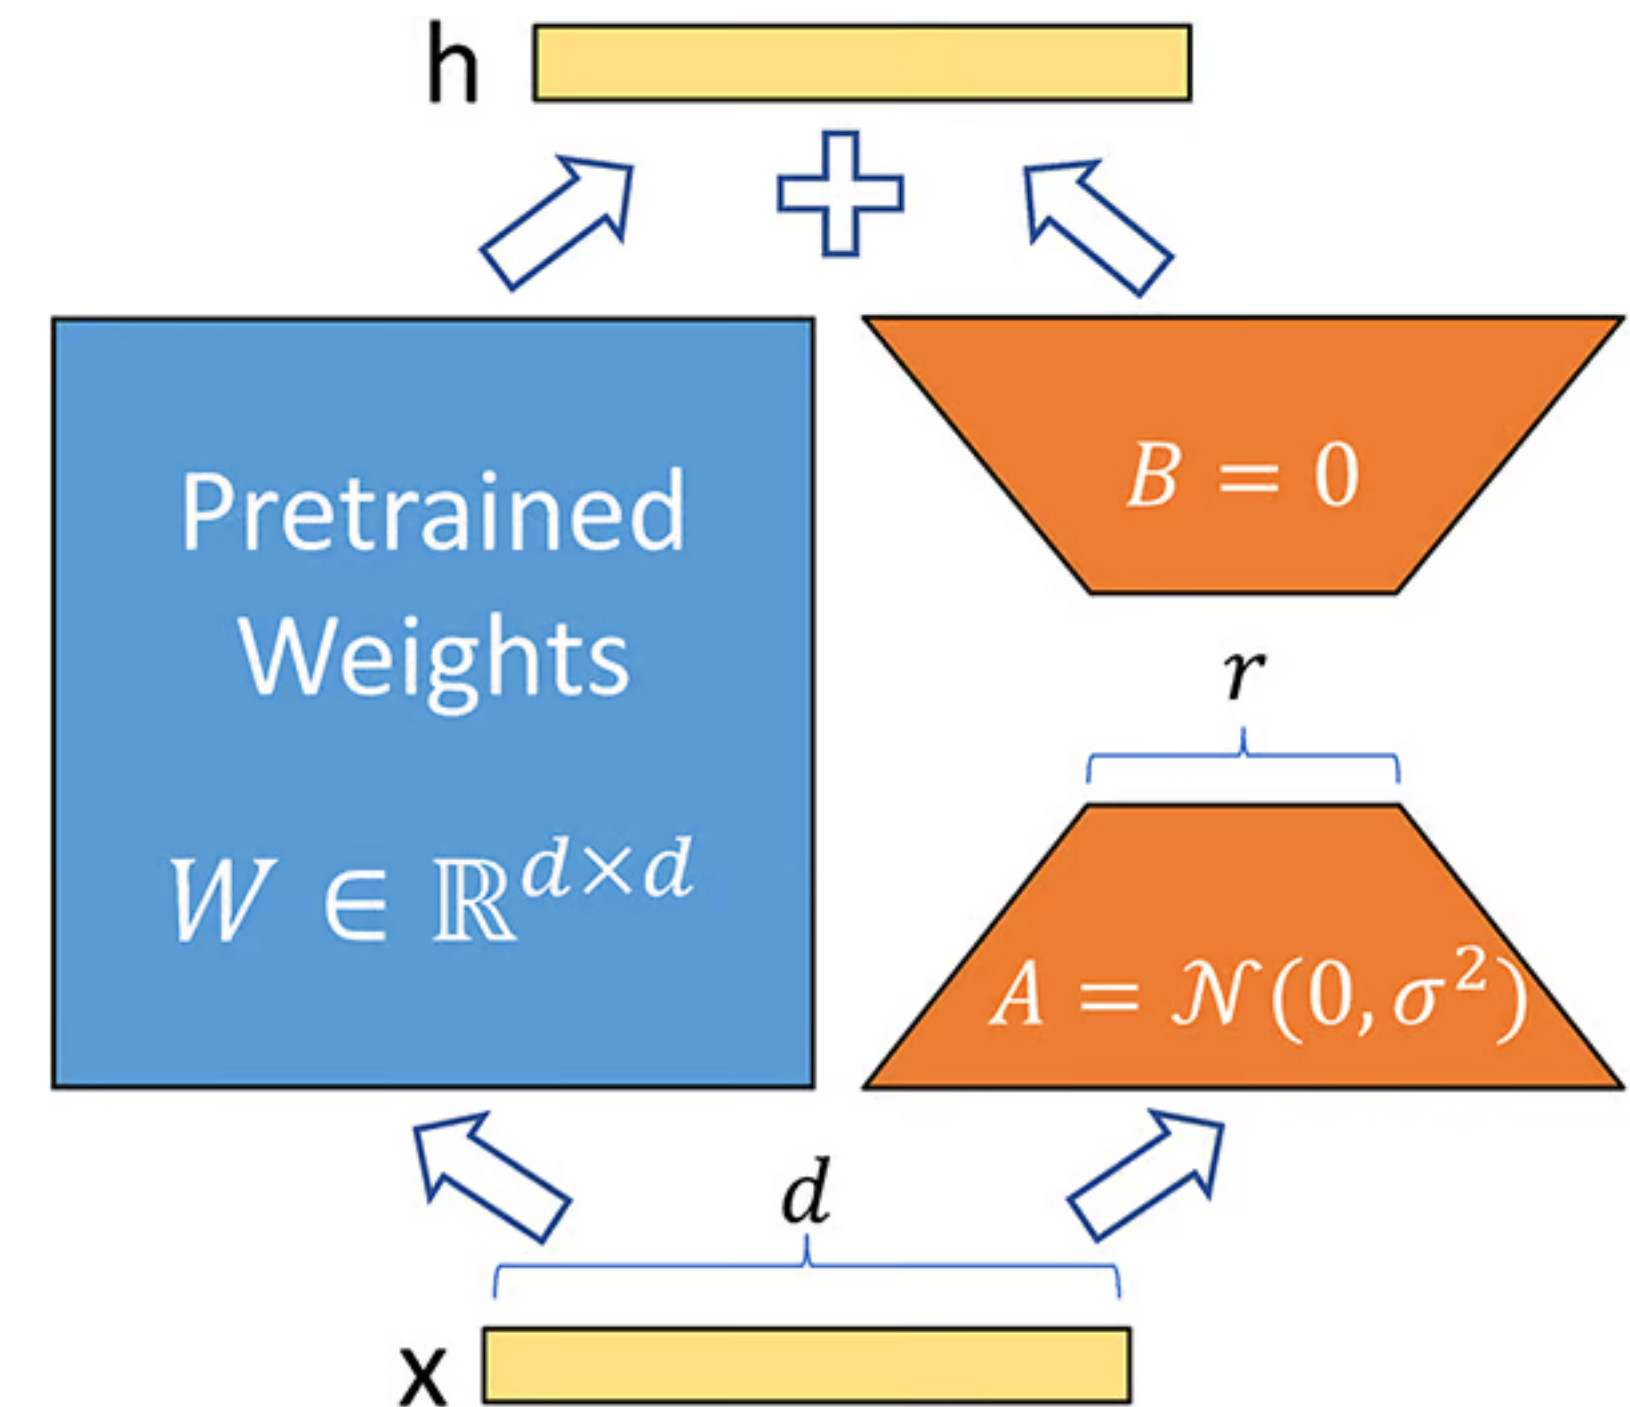 h
Pretrained
Weights
W ∈ ℝ^{d×d}
B = 0
r
A = 𝒩(0, σ²)
d
x